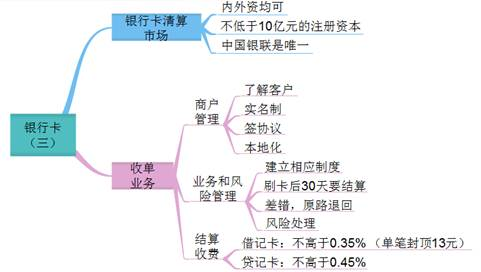 银行卡
（三）
银行卡清算
市场
内外资均可
不低于10亿元的注册资本
中国银联是唯一
收单
业务
商户
管理
了解客户
实名制
签协议
本地化
业务和风
险管理
建立相应制度
刷卡后30天要结算
差错，原路退回
风险处理
结算
收费
借记卡：不高于0.35% （单笔封顶13元）
贷记卡：不高于0.45%